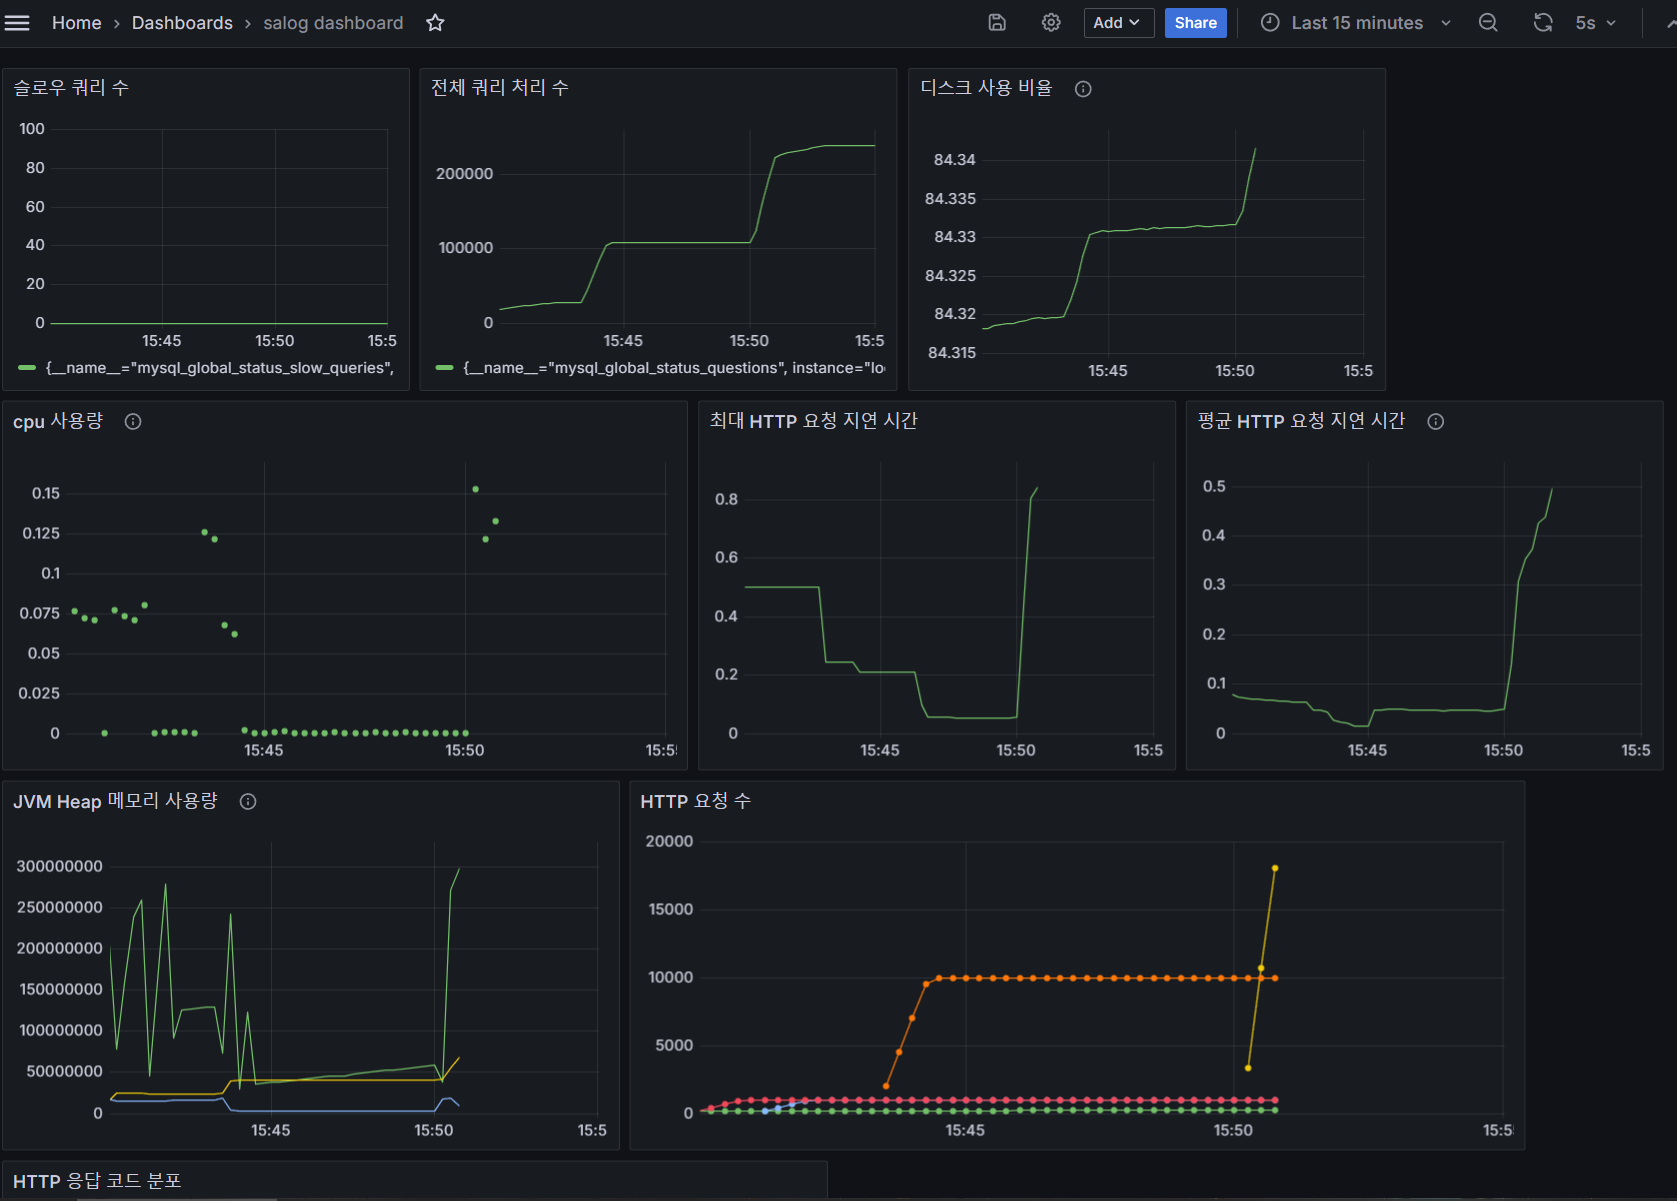 Home › Dashboards › salog dashboard
Add
Share
Last 15 minutes
5s
슬로우 쿼리 수
100
80
60
40
20
0
15:45 15:50 15:5
{__name__="mysql_global_status_slow_queries",
전체 쿼리 처리 수
200000
100000
0
15:45 15:50 15:5
{__name__="mysql_global_status_questions", instance="lo
디스크 사용 비율
84.34
84.335
84.33
84.325
84.32
84.315
15:45 15:50 15:5
cpu 사용량
0.15
0.125
0.1
0.075
0.05
0.025
0
15:45 15:50 15:5
최대 HTTP 요청 지연 시간
0.8
0.6
0.4
0.2
0
15:45 15:50 15:5
평균 HTTP 요청 지연 시간
0.5
0.4
0.3
0.2
0.1
0
15:45 15:50 15:5
JVM Heap 메모리 사용량
300000000
250000000
200000000
150000000
100000000
50000000
0
15:45 15:50 15:5
HTTP 요청 수
20000
15000
10000
5000
0
15:45 15:50 15:5
HTTP 응답 코드 분포